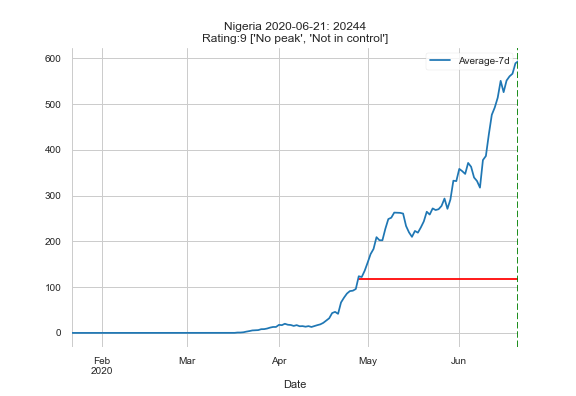 Nigeria 2020-06-21: 20244
Rating:9 ['No peak', 'Not in control']
Average-7d
600
500
400
300
200
100
0
Feb
2020
Mar
Apr
May
Jun
Date